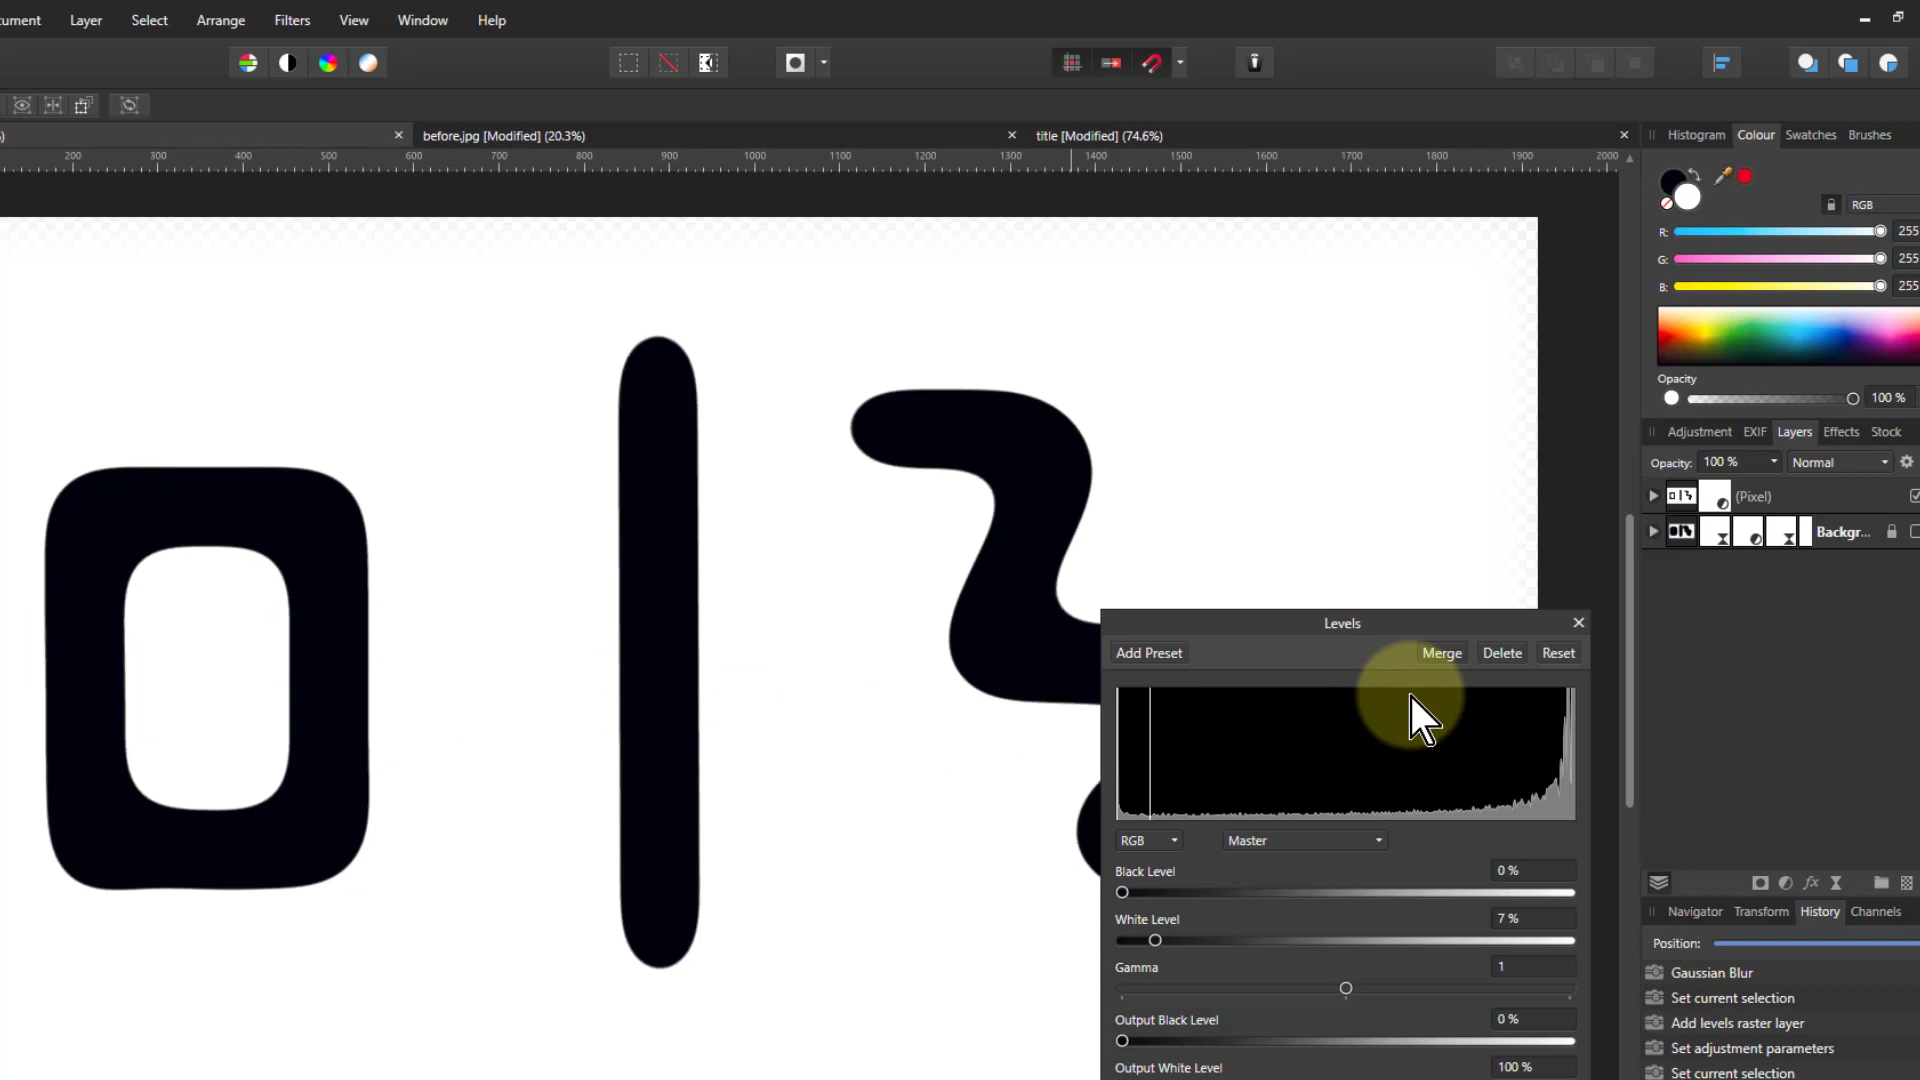 cument Layer Select Arrange Filters View Window Help
before.jpg [Modified] (20.3%)
title [Modified] (74.6%)
200 300 400 500 600 700 800 900 1000 1100 1200 1300 1400 1500 1600 1700 1800 1900 2000
Histogram Colour Swatches Brushes
RGB
R: 255
G: 255
B: 255
Opacity
100 %
Adjustment EXIF Layers Effects Stock
Opacity: 100 % Normal
(Pixel)
Backgr...
Levels
Add Preset Merge Delete Reset
RGB Master
Black Level 0 %
White Level 7 %
Gamma 1
Output Black Level 0 %
Output White Level 100 %
Navigator Transform History Channels
Position:
Gaussian Blur
Set current selection
Add levels raster layer
Set adjustment parameters
Set current selection